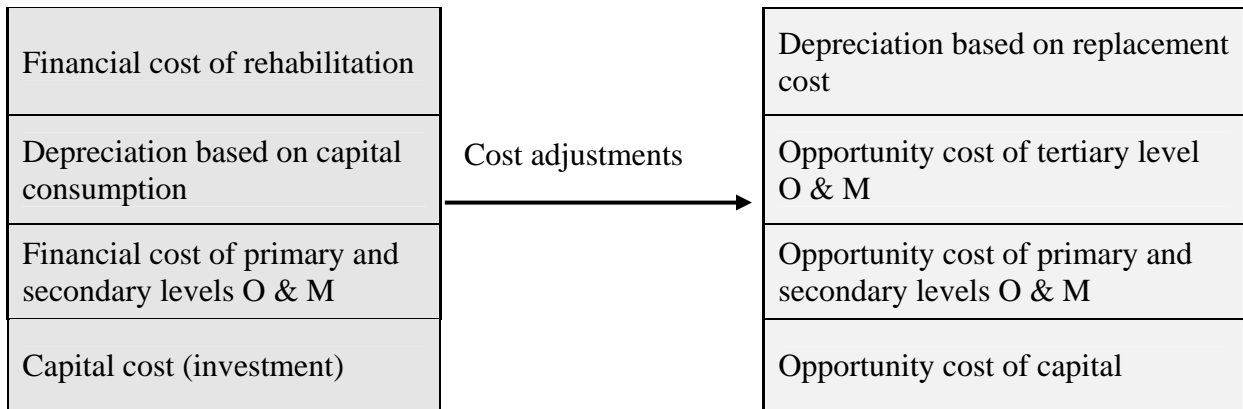 Financial cost of rehabilitation
Depreciation based on capital
consumption
Financial cost of primary and
secondary levels O & M
Capital cost (investment)
Cost adjustments
Depreciation based on replacement
cost
Opportunity cost of tertiary level
O & M
Opportunity cost of primary and
secondary levels O & M
Opportunity cost of capital